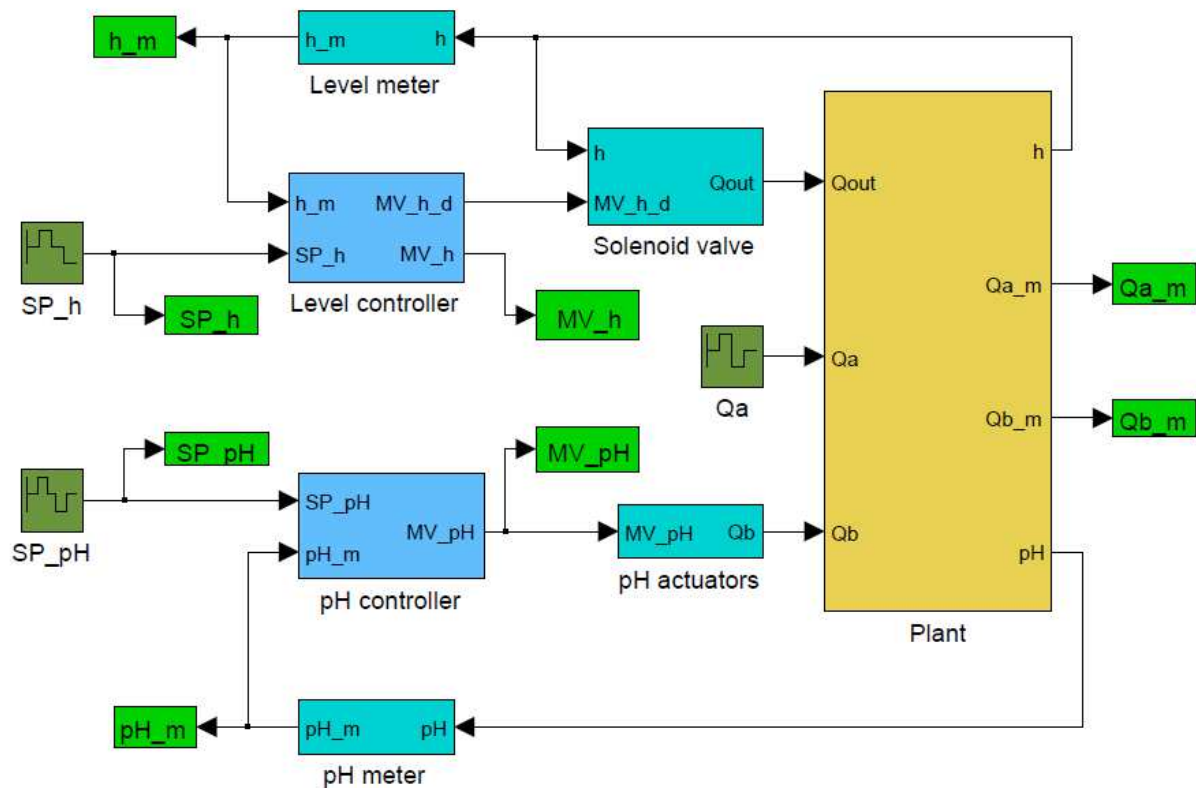 h_m
h_m
h
Level meter
h
MV_h_d
Qout
Solenoid valve
h_m
SP_h
MV_h_d
MV_h
Level controller
SP_h
SP_h
MV_h
Qa
Qout
Qa
Qb
h
Qa_m
Qb_m
pH
Plant
Qa_m
Qb_m
SP_pH
SP_pH
MV_pH
SP_pH
pH_m
MV_pH
pH controller
MV_pH
Qb
pH actuators
pH_m
pH_m
pH
pH meter